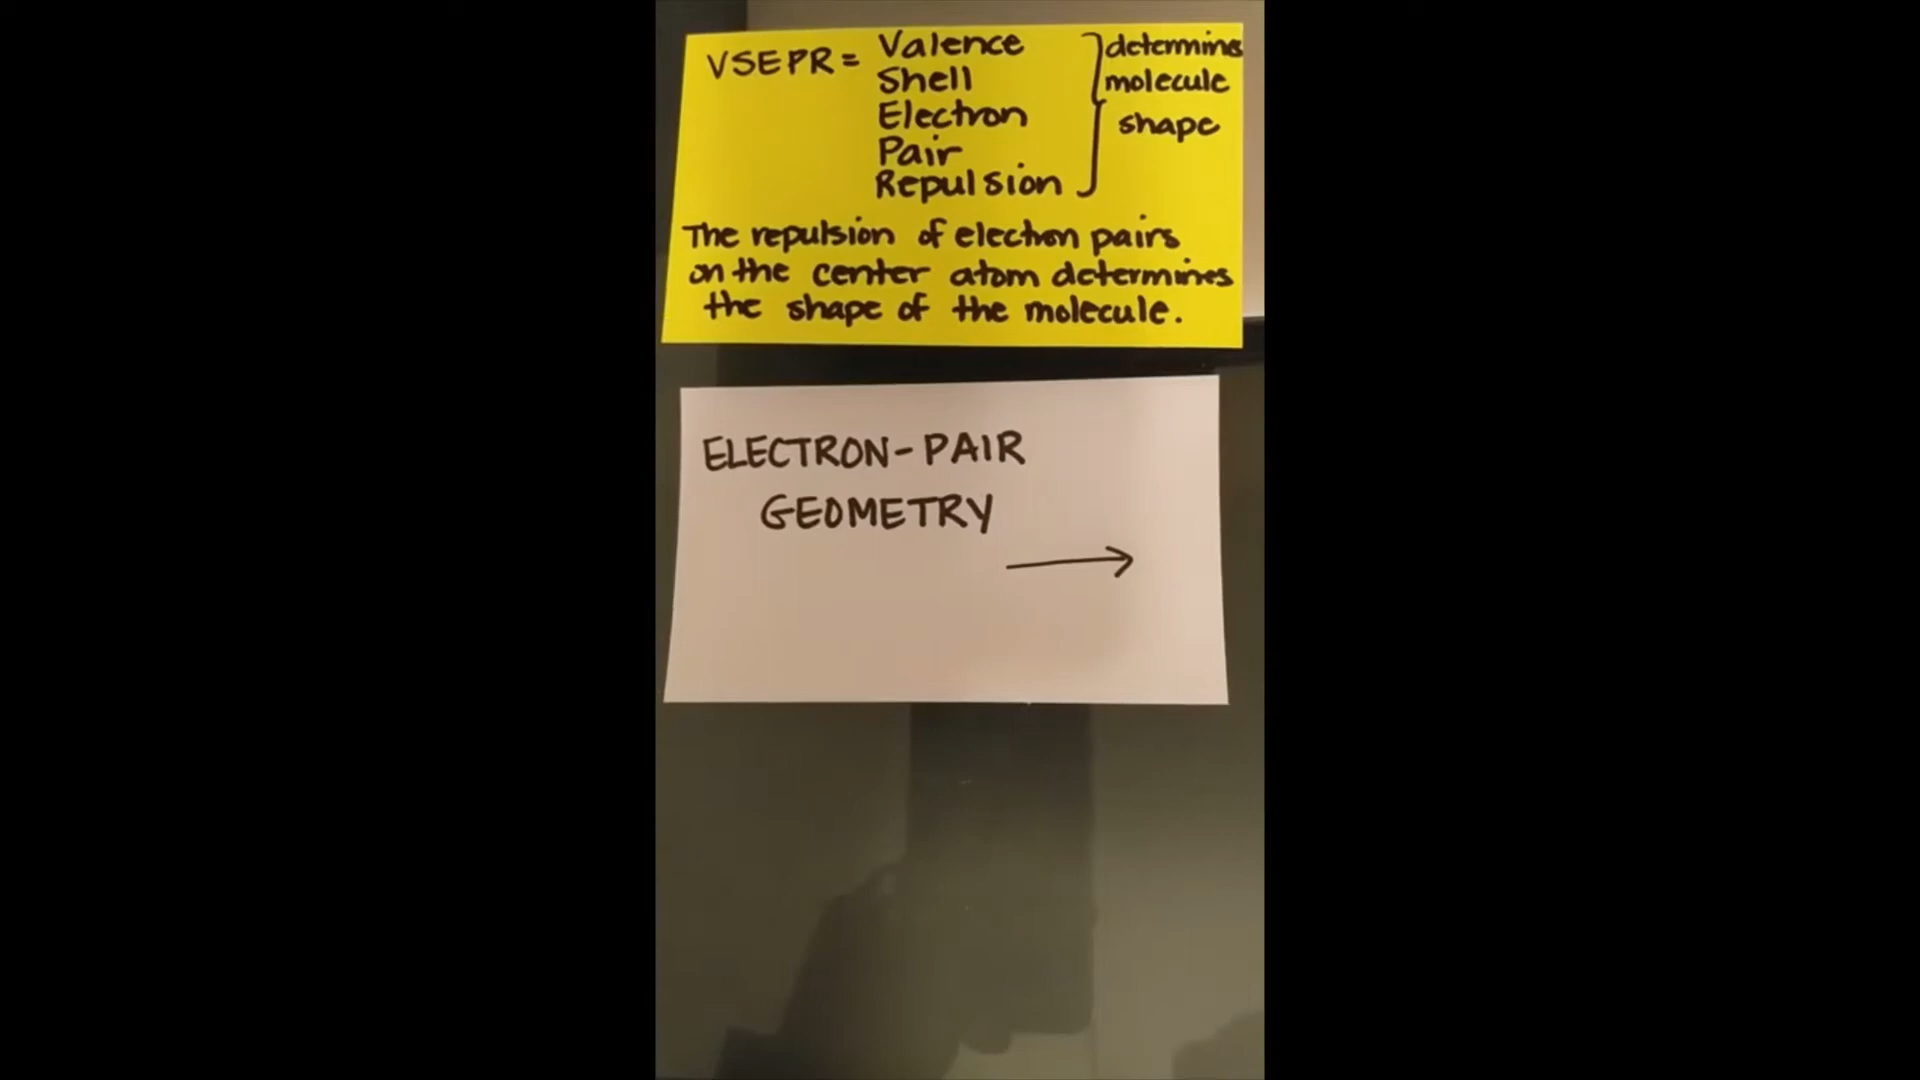 VSEPR = Valence
Shell
Electron
Pair
Repulsion
determines
molecule
shape
The repulsion of electron pairs
on the center atom determines
the shape of the molecule.
ELECTRON-PAIR
GEOMETRY
→